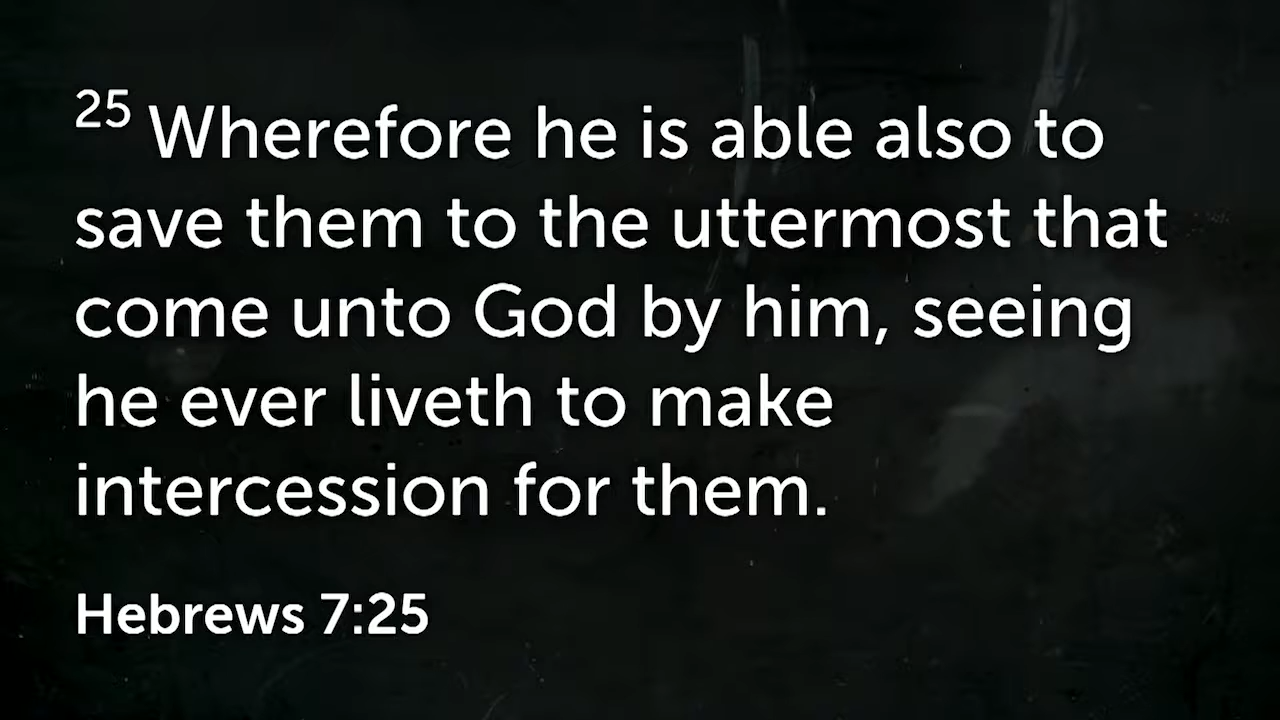 25 Wherefore he is able also to
save them to the uttermost that
come unto God by him, seeing
he ever liveth to make
intercession for them.
Hebrews 7:25